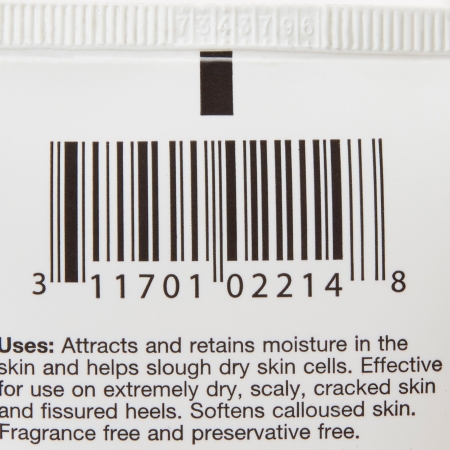 7343796
3 11701 02214 8
Uses: Attracts and retains moisture in the
skin and helps slough dry skin cells. Effective
for use on extremely dry, scaly, cracked skin
and fissured heels. Softens calloused skin.
Fragrance free and preservative free.